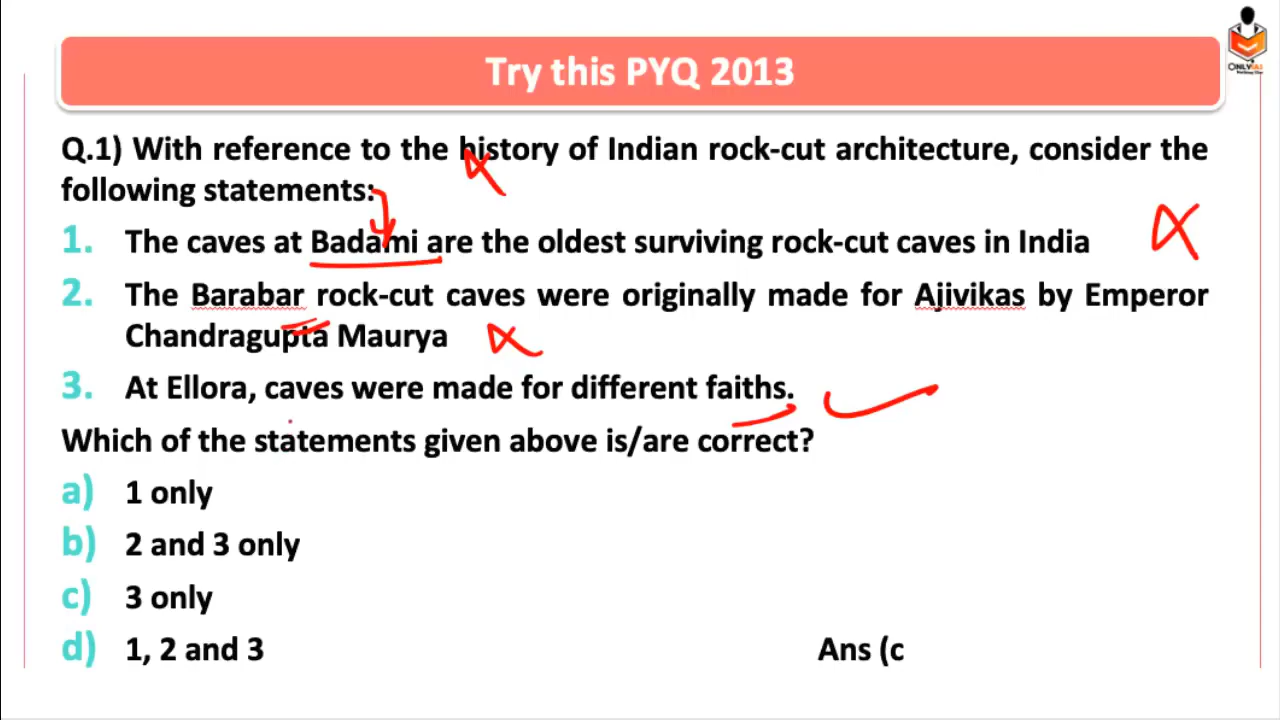 Try this PYQ 2013
ONLYIAS
Q.1) With reference to the history of Indian rock-cut architecture, consider the
following statements:
1. The caves at Badami are the oldest surviving rock-cut caves in India
2. The Barabar rock-cut caves were originally made for Ajivikas by Emperor
Chandragupta Maurya
3. At Ellora, caves were made for different faiths.
Which of the statements given above is/are correct?
a) 1 only
b) 2 and 3 only
c) 3 only
d) 1, 2 and 3
Ans (c